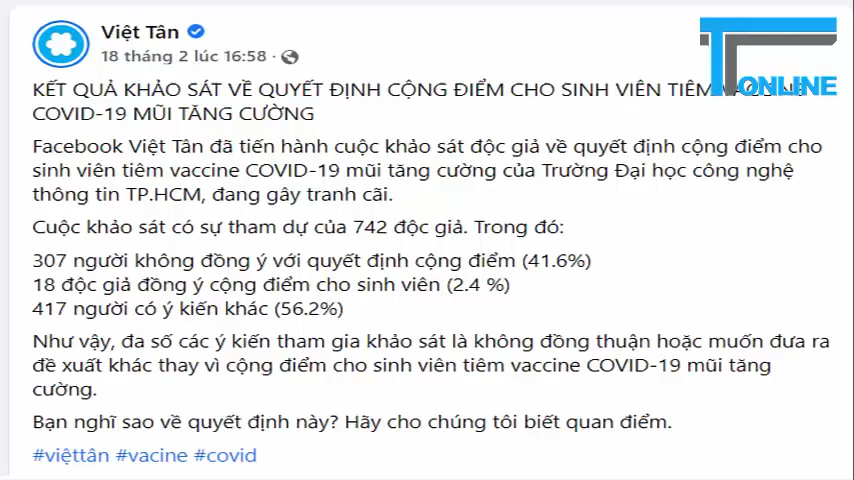 Việt Tân
18 tháng 2 lúc 16:58 ·
KẾT QUẢ KHẢO SÁT VỀ QUYẾT ĐỊNH CỘNG ĐIỂM CHO SINH VIÊN TIÊM
COVID-19 MŨI TĂNG CƯỜNG
Facebook Việt Tân đã tiến hành cuộc khảo sát độc giả về quyết định cộng điểm cho
sinh viên tiêm vaccine COVID-19 mũi tăng cường của Trường Đại học công nghệ
thông tin TP.HCM, đang gây tranh cãi.
Cuộc khảo sát có sự tham dự của 742 độc giả. Trong đó:
307 người không đồng ý với quyết định cộng điểm (41.6%)
18 độc giả đồng ý cộng điểm cho sinh viên (2.4 %)
417 người có ý kiến khác (56.2%)
Như vậy, đa số các ý kiến tham gia khảo sát là không đồng thuận hoặc muốn đưa ra
đề xuất khác thay vì cộng điểm cho sinh viên tiêm vaccine COVID-19 mũi tăng
cường.
Bạn nghĩ sao về quyết định này? Hãy cho chúng tôi biết quan điểm.
#việttân #vacine #covid
ONLINE